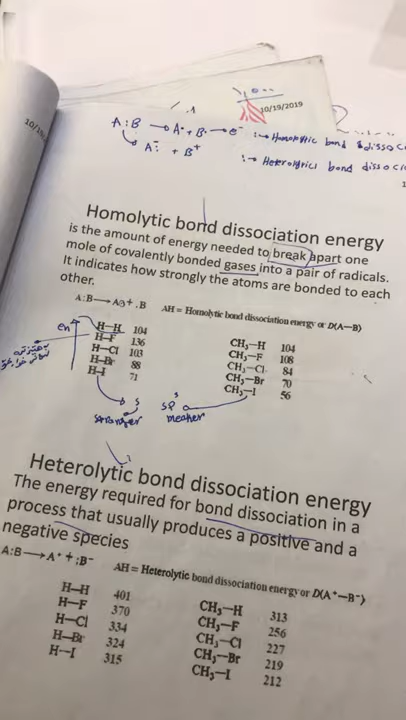 10/19/2019
A:B → A• + B• → e⁻ :→ Homolytic bond dissoc
A:⁻ + B⁺
:→ Heterolytics bond dissoc
Homolytic bond dissociation energy
is the amount of energy needed to break apart one
mole of covalently bonded gases into a pair of radicals.
It indicates how strongly the atoms are bonded to each
other.
A:B → A• + .B ΔH = Homolytic bond dissociation energy or D(A—B)
en
H—H 104
H—F 136
H—Cl 103
H—Br 88
H—I 71
CH₃—H 104
CH₃—F 108
CH₃—Cl 84
CH₃—Br 70
CH₃—I 56
s
stronger
sp³
weaker
Heterolytic bond dissociation energy
The energy required for bond dissociation in a
process that usually produces a positive and a
negative species
A:B → A⁺ + :B⁻ ΔH = Heterolytic bond dissociation energy or D(A⁺—B⁻)
H—H 401
H—F 370
H—Cl 334
H—Br 324
H—I 315
CH₃—H 313
CH₃—F 256
CH₃—Cl 227
CH₃—Br 219
CH₃—I 212